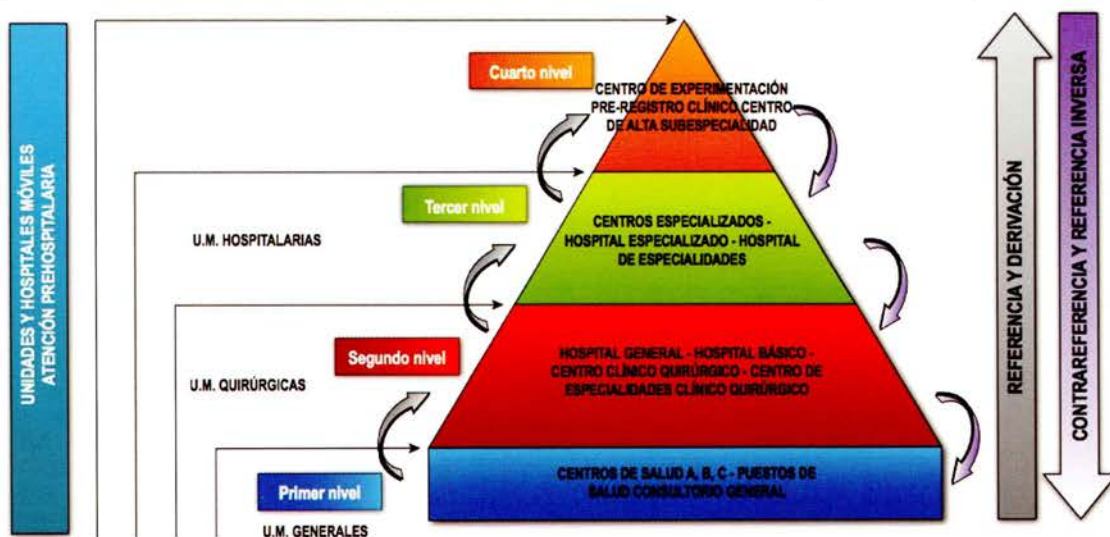 UNIDADES Y HOSPITALES MÓVILES
ATENCIÓN PREHOSPITALARIA
Cuarto nivel
CENTRO DE EXPERIMENTACIÓN
PRE-REGISTRO CLÍNICO CENTRO
DE ALTA SUBESPECIALIDAD
Tercer nivel
U.M. HOSPITALARIAS
CENTROS ESPECIALIZADOS -
HOSPITAL ESPECIALIZADO - HOSPITAL
DE ESPECIALIDADES
Segundo nivel
U.M. QUIRÚRGICAS
HOSPITAL GENERAL - HOSPITAL BÁSICO -
CENTRO CLÍNICO QUIRÚRGICO - CENTRO DE
ESPECIALIDADES CLÍNICO QUIRÚRGICO
Primer nivel
U.M. GENERALES
CENTROS DE SALUD A, B, C - PUESTOS DE
SALUD CONSULTORIO GENERAL
REFERENCIA Y DERIVACIÓN
CONTRAREFERENCIA Y REFERENCIA INVERSA